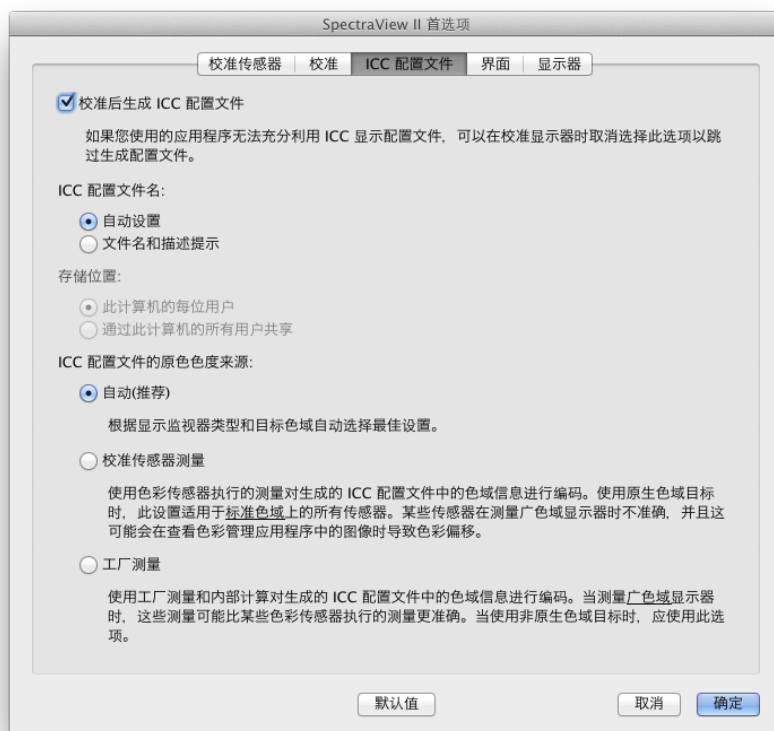 SpectraView II 首选项
校准传感器 校准 ICC 配置文件 界面 显示器
校准后生成 ICC 配置文件
如果您使用的应用程序无法充分利用 ICC 显示配置文件，可以在校准显示器时取消选择此选项以跳
过生成配置文件。
ICC 配置文件名:
自动设置
文件名和描述提示
存储位置:
此计算机的每位用户
通过此计算机的所有用户共享
ICC 配置文件的原色色度来源:
自动(推荐)
根据显示监视器类型和目标色域自动选择最佳设置。
校准传感器测量
使用色彩传感器执行的测量对生成的 ICC 配置文件中的色域信息进行编码。使用原生色域目标
时，此设置适用于标准色域上的所有传感器。某些传感器在测量广色域显示器时不准确，并且这
可能会在查看色彩管理应用程序中的图像时导致色彩偏移。
工厂测量
使用工厂测量和内部计算对生成的 ICC 配置文件中的色域信息进行编码。当测量广色域显示器
时，这些测量可能比某些色彩传感器执行的测量更准确。当使用非原生色域目标时，应使用此选
项。
默认值 取消 确定